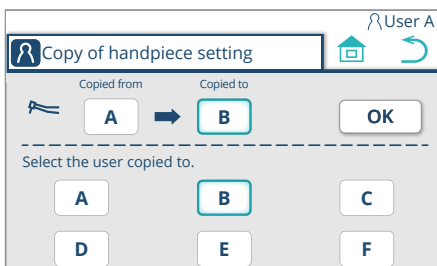 User A
Copy of handpiece setting
Copied from Copied to
A B OK
Select the user copied to.
A B C
D E F